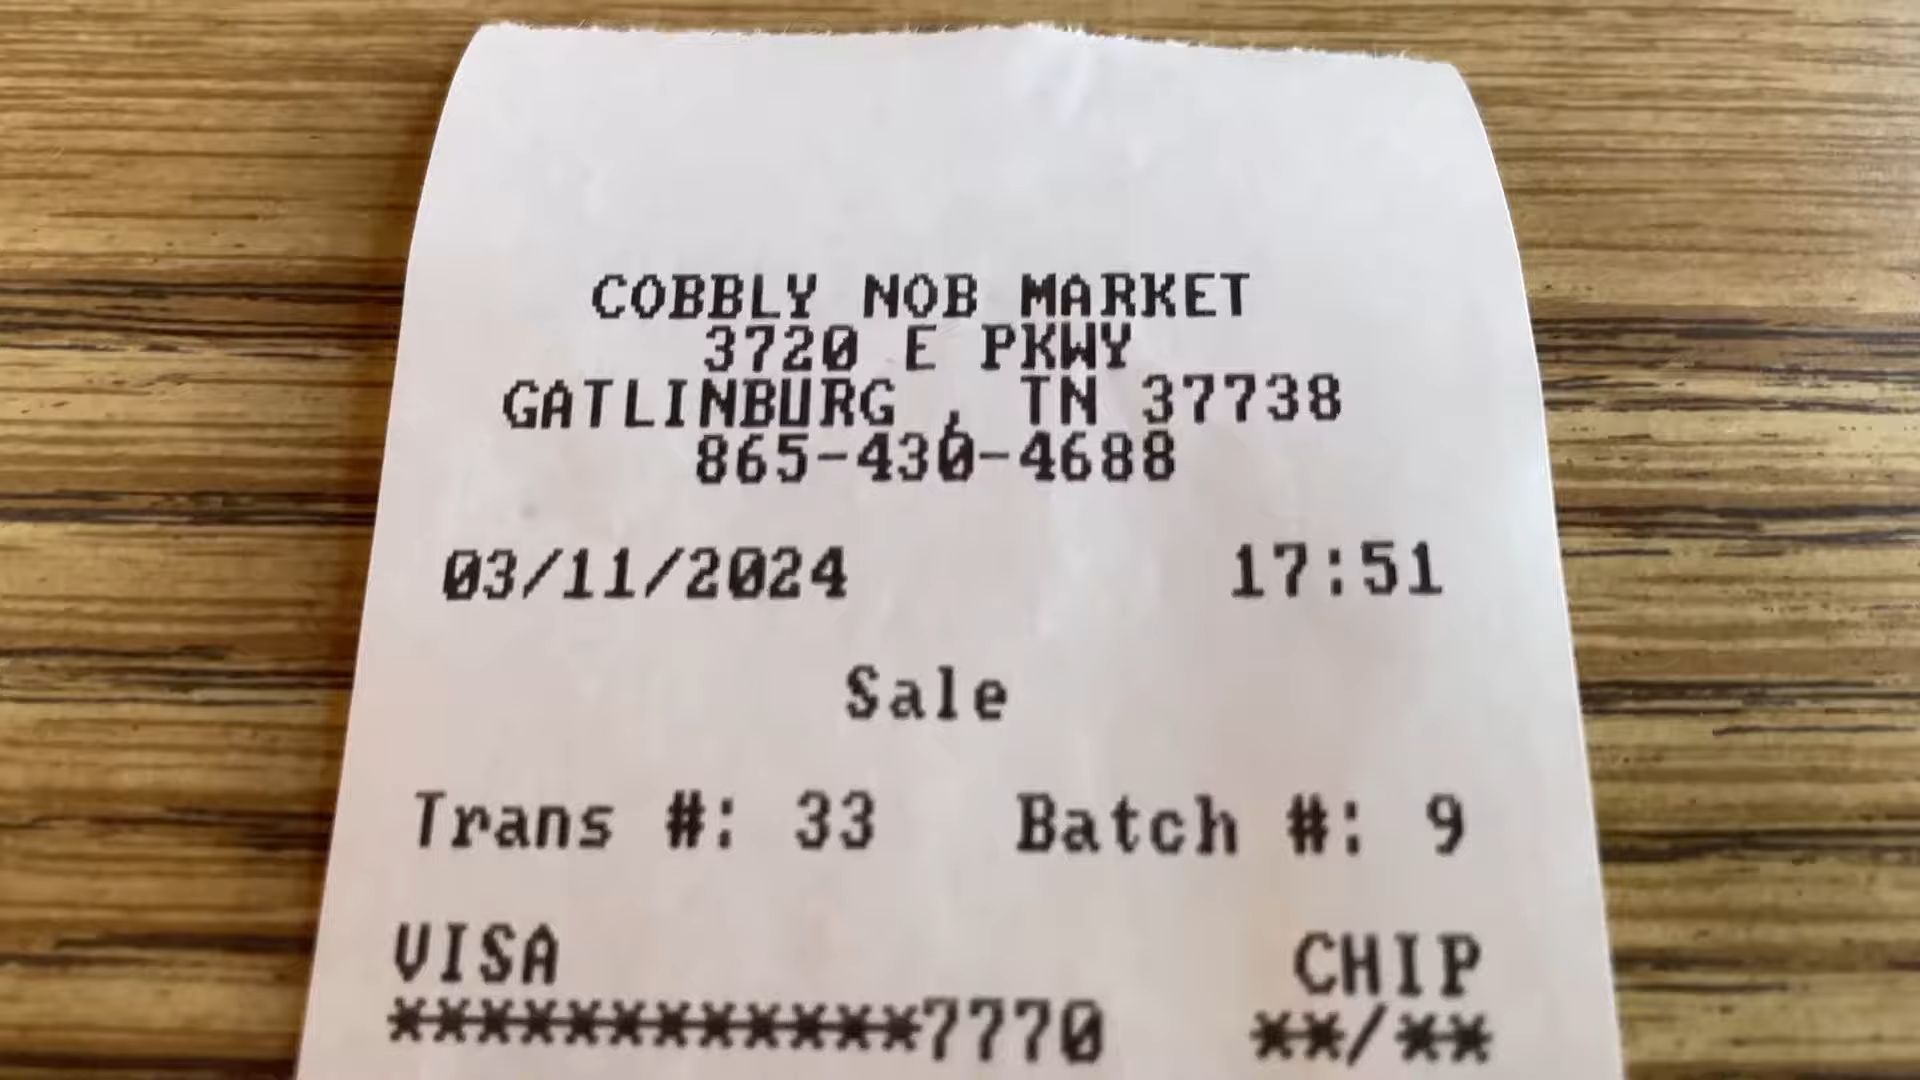 COBBLY NOB MARKET
3720 E PKWY
GATLINBURG , TN 37738
865-430-4688
03/11/2024 17:51
Sale
Trans #: 33 Batch #: 9
VISA CHIP
************7770 **/**